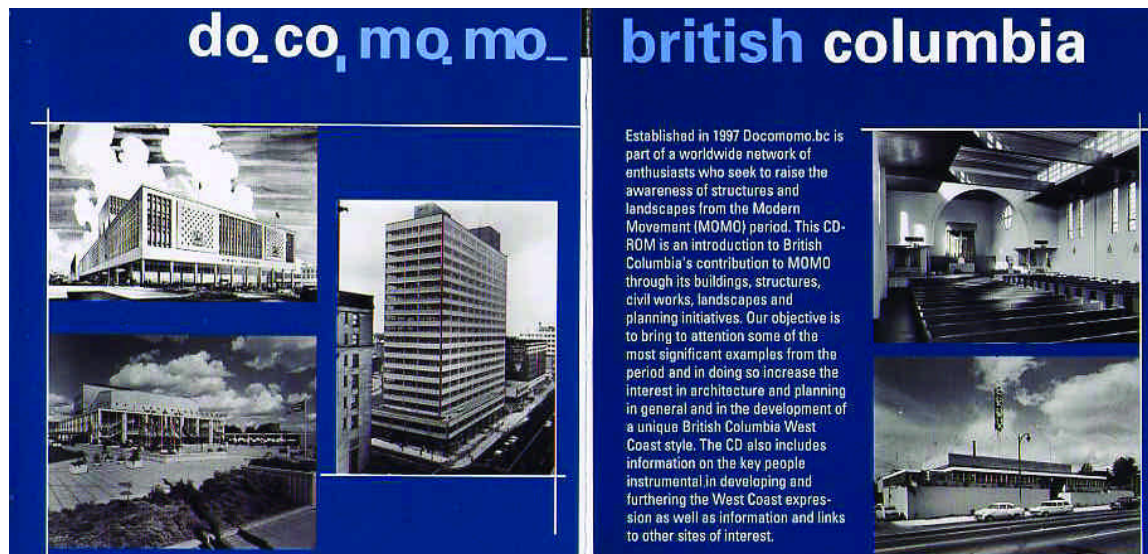 do_co, mo. mo_
british columbia
Established in 1997 Docomomo.bc is
part of a worldwide network of
enthusiasts who seek to raise the
awareness of structures and
landscapes from the Modern
Movement (MOMO) period. This CD-
ROM is an introduction to British
Columbia's contribution to MOMO
through its buildings, structures,
civil works, landscapes and
planning initiatives. Our objective is
to bring to attention some of the
most significant examples from the
period and in doing so increase the
interest in architecture and planning
in general and in the development of
a unique British Columbia West
Coast style. The CD also includes
information on the key people
instrumental in developing and
furthering the West Coast expres-
sion as well as information and links
to other sites of interest.